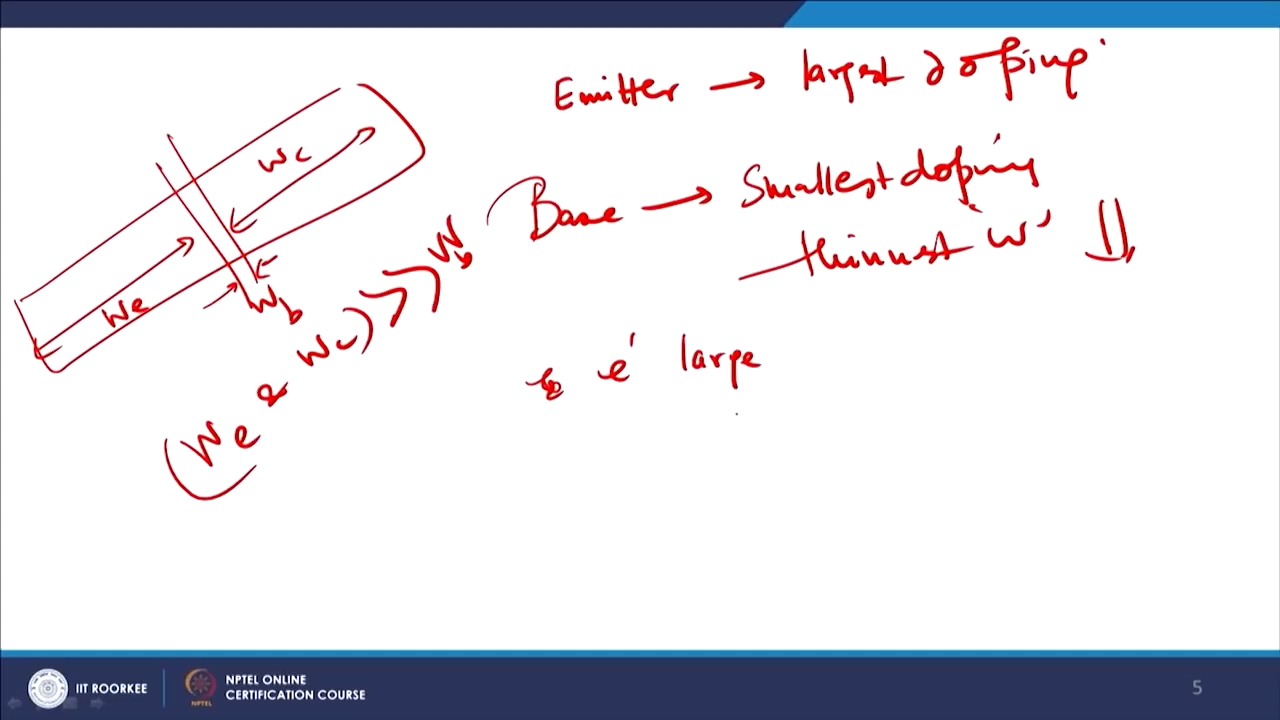 Emitter → largest doping
Base → Smallest doping
thinnest 'W'
Wc
We
Wb
(We & Wc) >> Wb
e' large
IIT ROORKEE
NPTEL ONLINE
CERTIFICATION COURSE
NPTEL
5